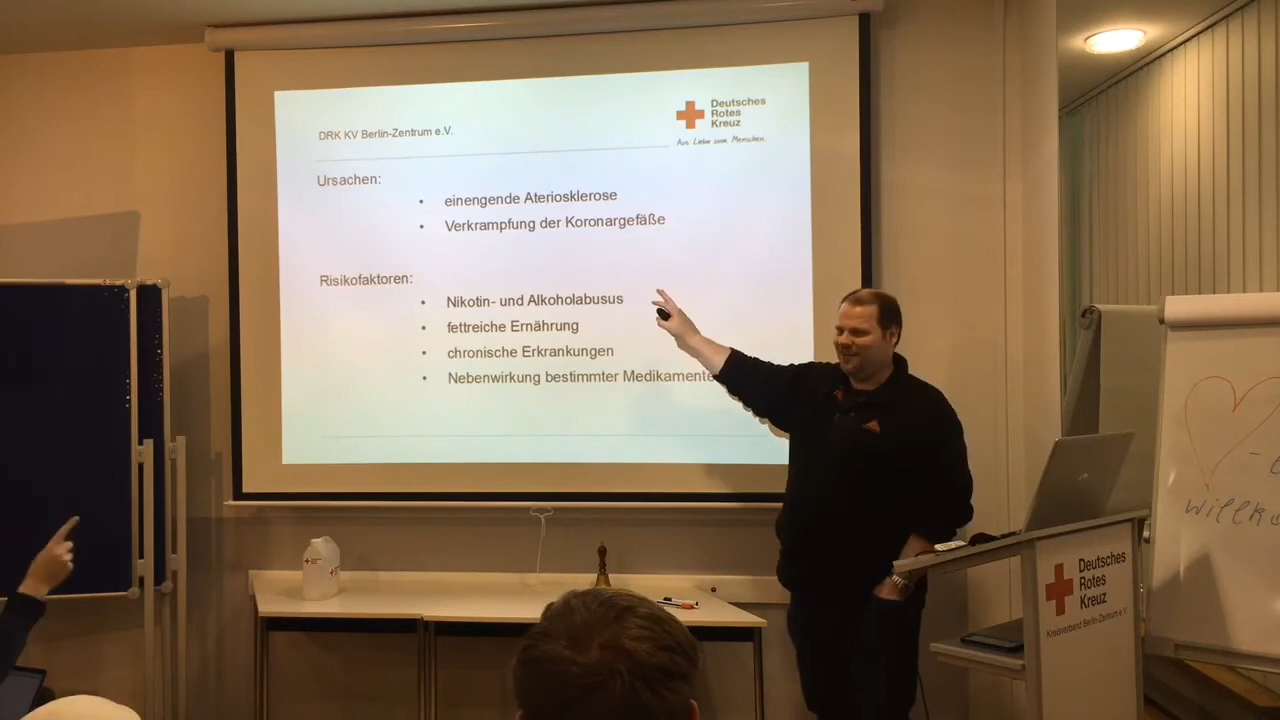 DRK KV Berlin-Zentrum e.V.
Deutsches
Rotes
Kreuz
Aus Liebe zum Menschen.
Ursachen:
• einengende Ateriosklerose
• Verkrampfung der Koronargefäße
Risikofaktoren:
• Nikotin- und Alkoholabusus
• fettreiche Ernährung
• chronische Erkrankungen
• Nebenwirkung bestimmter Medikamente
Deutsches
Rotes
Kreuz
Kreisverband Berlin-Zentrum e.V.
hp